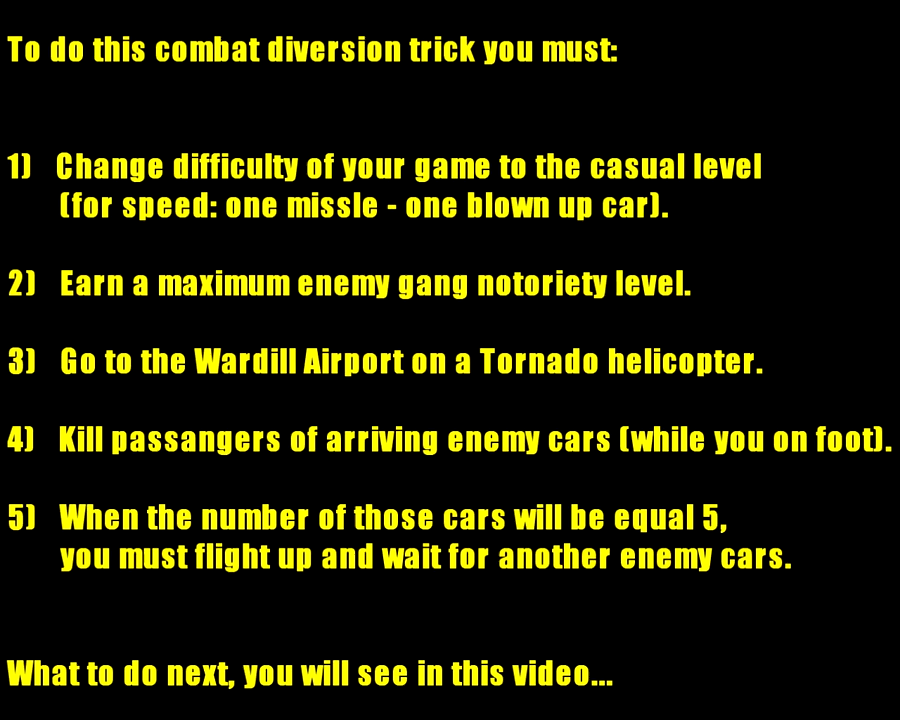 To do this combat diversion trick you must:
1) Change difficulty of your game to the casual level
(for speed: one missle - one blown up car).
2) Earn a maximum enemy gang notoriety level.
3) Go to the Wardill Airport on a Tornado helicopter.
4) Kill passangers of arriving enemy cars (while you on foot).
5) When the number of those cars will be equal 5,
you must flight up and wait for another enemy cars.
What to do next, you will see in this video...